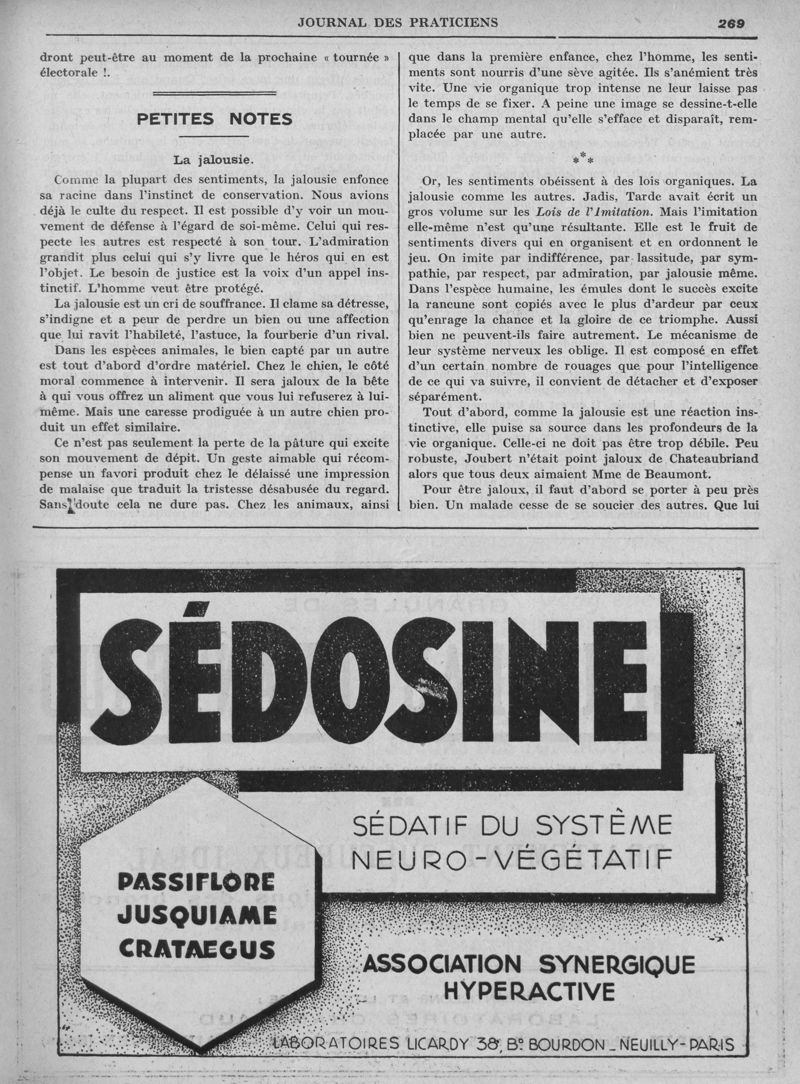 JOURNAL DES PRATICIENS 269
dront peut-être au moment de la prochaine « tournée »
électorale !.
PETITES NOTES
La jalousie.
Comme la plupart des sentiments, la jalousie enfonce
sa racine dans l'instinct de conservation. Nous avions
déjà le culte du respect. Il est possible d'y voir un mou-
vement de défense à l'égard de soi-même. Celui qui res-
pecte les autres est respecté à son tour. L'admiration
grandit plus celui qui s'y livre que le héros qui en est
l'objet. Le besoin de justice est la voix d'un appel ins-
tinctif. L'homme veut être protégé.
La jalousie est un cri de souffrance. Il clame sa détresse,
s'indigne et a peur de perdre un bien ou une affection
que lui ravit l'habileté, l'astuce, la fourberie d'un rival.
Dans les espèces animales, le bien capté par un autre
est tout d'abord d'ordre matériel. Chez le chien, le côté
moral commence à intervenir. Il sera jaloux de la bête
à qui vous offrez un aliment que vous lui refuserez à lui-
même. Mais une caresse prodiguée à un autre chien pro-
duit un effet similaire.
Ce n'est pas seulement la perte de la pâture qui excite
son mouvement de dépit. Un geste aimable qui récom-
pense un favori produit chez le délaissé une impression
de malaise que traduit la tristesse désabusée du regard.
Sans doute cela ne dure pas. Chez les animaux, ainsi
que dans la première enfance, chez l'homme, les senti-
ments sont nourris d'une sève agitée. Ils s'anémient très
vite. Une vie organique trop intense ne leur laisse pas
le temps de se fixer. A peine une image se dessine-t-elle
dans le champ mental qu'elle s'efface et disparaît, rem-
placée par une autre.
***
Or, les sentiments obéissent à des lois organiques. La
jalousie comme les autres. Jadis, Tarde avait écrit un
gros volume sur les Lois de l'Imitation. Mais l'imitation
elle-même n'est qu'une résultante. Elle est le fruit de
sentiments divers qui en organisent et en ordonnent le
jeu. On imite par indifférence, par lassitude, par sym-
pathie, par respect, par admiration, par jalousie même.
Dans l'espèce humaine, les émules dont le succès excite
la rancune sont copiés avec le plus d'ardeur par ceux
qu'enrage la chance et la gloire de ce triomphe. Aussi
bien ne peuvent-ils faire autrement. Le mécanisme de
leur système nerveux les oblige. Il est composé en effet
d'un certain nombre de rouages que pour l'intelligence
de ce qui va suivre, il convient de détacher et d'exposer
séparément.
Tout d'abord, comme la jalousie est une réaction ins-
tinctive, elle puise sa source dans les profondeurs de la
vie organique. Celle-ci ne doit pas être trop débile. Peu
robuste, Joubert n'était point jaloux de Chateaubriand
alors que tous deux aimaient Mme de Beaumont.
Pour être jaloux, il faut d'abord se porter à peu près
bien. Un malade cesse de se soucier des autres. Que lui
SÉDOSINE
SÉDATIF DU SYSTÈME
NEURO-VÉGÉTATIF
PASSIFLORE
JUSQUIAME
CRATAEGUS
ASSOCIATION SYNERGIQUE
HYPERACTIVE
LABORATOIRES LICARDY 38, Bᵈ BOURDON _ NEUILLY-PARIS